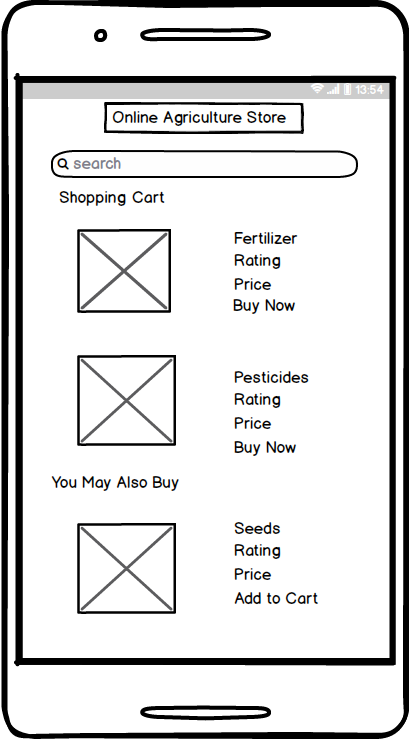 13:54
Online Agriculture Store
search
Shopping Cart
Fertilizer
Rating
Price
Buy Now
Pesticides
Rating
Price
Buy Now
You May Also Buy
Seeds
Rating
Price
Add to Cart